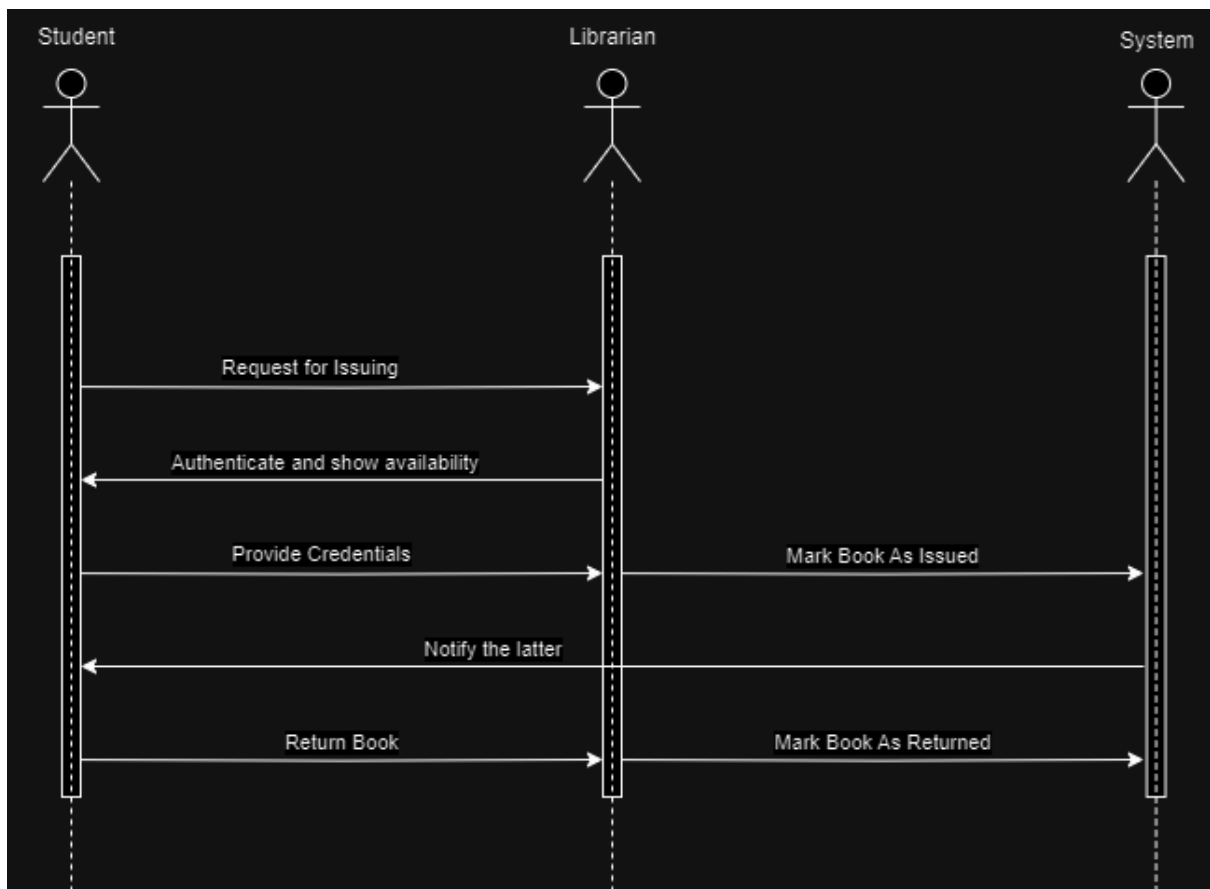 Student
Librarian
System
Request for Issuing
Authenticate and show availability
Provide Credentials
Mark Book As Issued
Notify the latter
Return Book
Mark Book As Returned